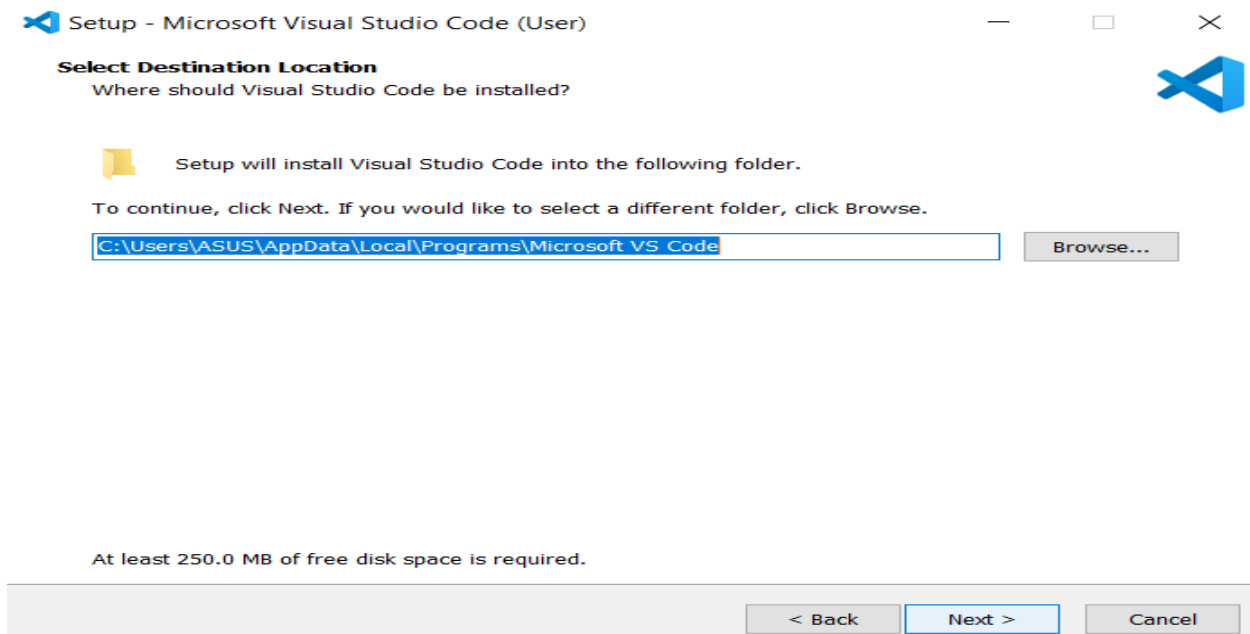 Setup - Microsoft Visual Studio Code (User)
Select Destination Location
Where should Visual Studio Code be installed?
Setup will install Visual Studio Code into the following folder.
To continue, click Next. If you would like to select a different folder, click Browse.
C:\Users\ASUS\AppData\Local\Programs\Microsoft VS Code
Browse...
At least 250.0 MB of free disk space is required.
< Back Next > Cancel